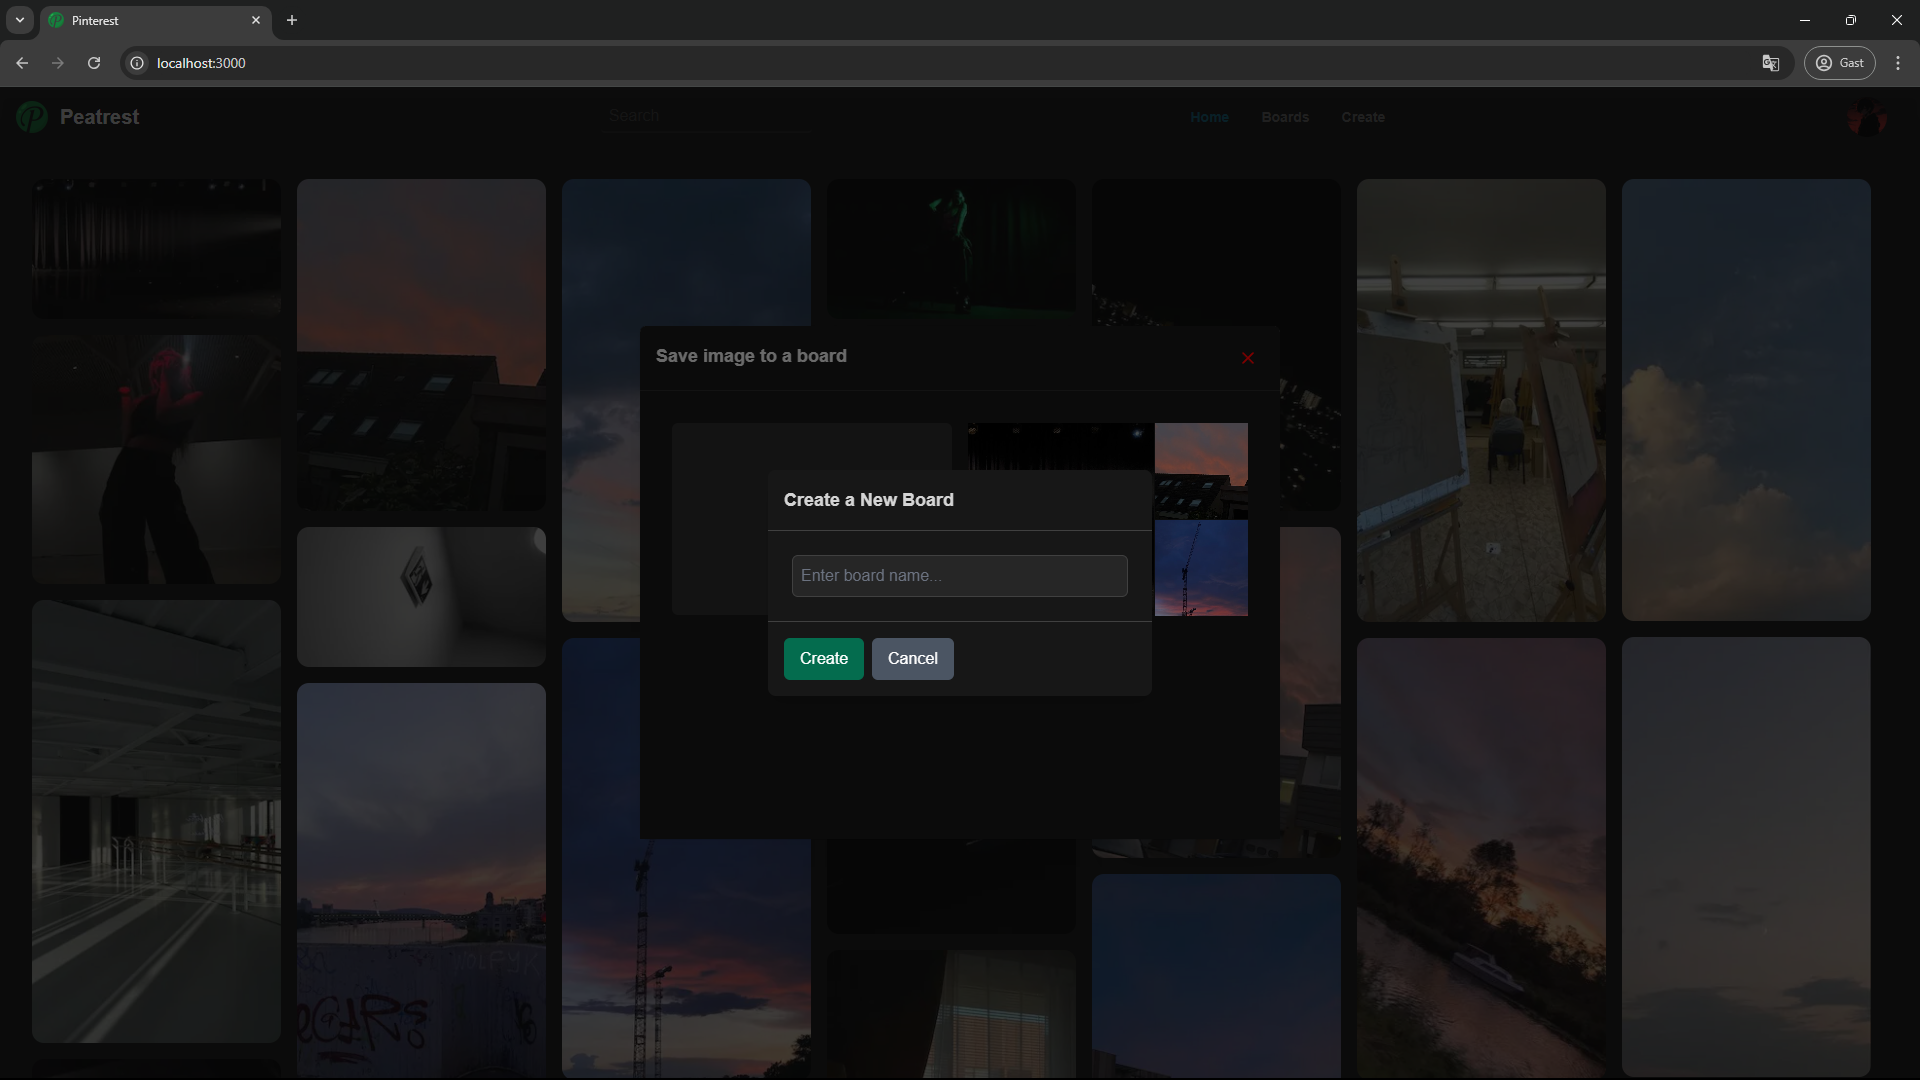 Pinterest
localhost:3000
Gast
Peatrest
Search
Home
Boards
Create
Save image to a board
Create a New Board
Enter board name...
Create
Cancel